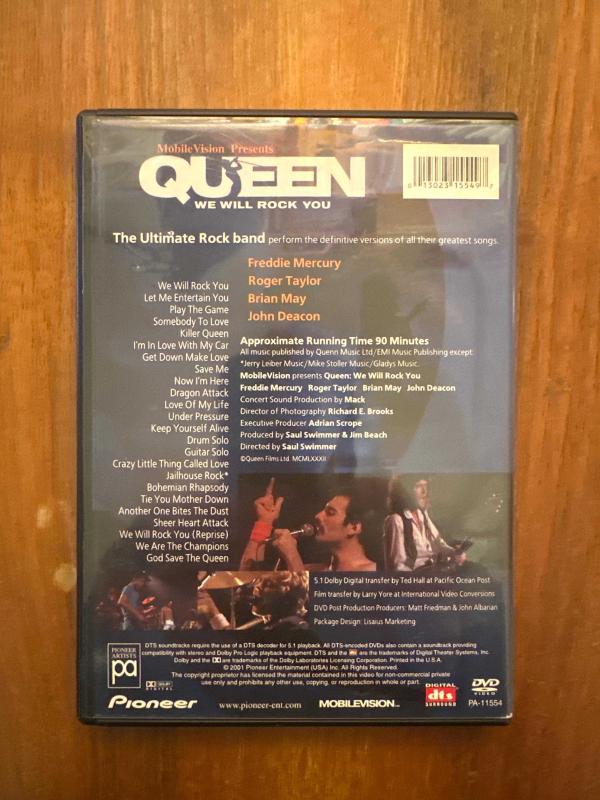 MobileVision Presents
QUEEN
WE WILL ROCK YOU
0 13023 15549 7
The Ultimate Rock band perform the definitive versions of all their greatest songs.
Freddie Mercury
Roger Taylor
Brian May
John Deacon
We Will Rock You
Let Me Entertain You
Play The Game
Somebody To Love
Killer Queen
I'm In Love With My Car
Get Down Make Love
Save Me
Now I'm Here
Dragon Attack
Love Of My Life
Under Pressure
Keep Yourself Alive
Drum Solo
Guitar Solo
Crazy Little Thing Called Love
Jailhouse Rock*
Bohemian Rhapsody
Tie You Mother Down
Another One Bites The Dust
Sheer Heart Attack
We Will Rock You (Reprise)
We Are The Champions
God Save The Queen
Approximate Running Time 90 Minutes
All music published by Quenn Music Ltd/EMI Music Publishing except:
*Jerry Leiber Music/Mike Stoller Music/Gladys Music.
MobileVision presents Queen: We Will Rock You
Freddie Mercury Roger Taylor Brian May John Deacon
Concert Sound Production by Mack
Director of Photography Richard E. Brooks
Executive Producer Adrian Scrope
Produced by Saul Swimmer & Jim Beach
Directed by Saul Swimmer
©Queen Films Ltd MCMLXXXII
5.1 Dolby Digital transfer by Ted Hall at Pacific Ocean Post
Film transfer by Larry Yore at International Video Conversions
DVD Post Production Producers: Matt Friedman & John Albarian
Package Design: Lisaius Marketing
PIONEER
ARTISTS
pa
DOLBY
DIGITAL
DTS soundtracks require the use of a DTS decoder for 5.1 playback. All DTS-encoded DVDs also contain a soundtrack providing
compatibility with stereo and Dolby Pro Logic playback equipment. DTS and the dts are the trademarks of Digital Theater Systems, Inc.
Dolby and the are trademarks of the Dolby Laboratories Licensing Corporation. Printed in the U.S.A.
© 2001 Pioneer Entertainment (USA) Inc. All Rights Reserved.
The copyright proprietor has licensed the material contained in this video for non-commercial private
use only and prohibits any other use, copying, or reproduction in whole or part.
Pioneer
www.pioneer-ent.com
MOBILEVISION
DIGITAL
dts
SURROUND
DVD
VIDEO
PA-11554